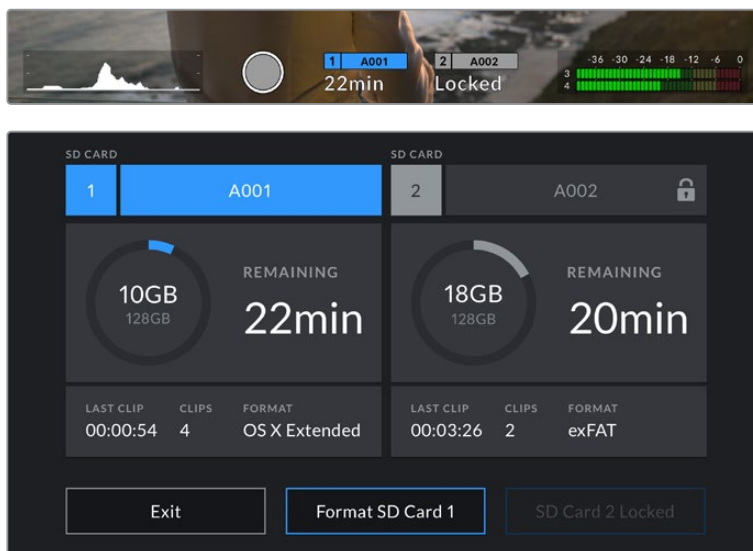 1 A001 2 A002
22min Locked
-36 -30 -24 -18 -12 -6 0
3
4
SD CARD SD CARD
1 A001 2 A002
10GB
128GB
REMAINING
22min
18GB
128GB
REMAINING
20min
LAST CLIP CLIPS FORMAT
00:00:54 4 OS X Extended
LAST CLIP CLIPS FORMAT
00:03:26 2 exFAT
Exit Format SD Card 1 SD Card 2 Locked